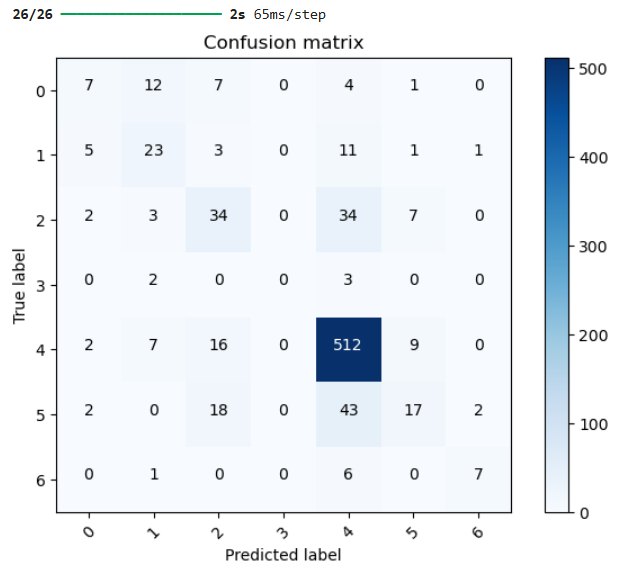 26/26 ━━━━━━━━━━━━━━━━━━━━ 2s 65ms/step
Confusion matrix
0 7 12 7 0 4 1 0
1 5 23 3 0 11 1 1
2 2 3 34 0 34 7 0
3 0 2 0 0 3 0 0
4 2 7 16 0 512 9 0
5 2 0 18 0 43 17 2
6 0 1 0 0 6 0 7
0 1 2 3 4 5 6
True label
Predicted label
500
400
300
200
100
0